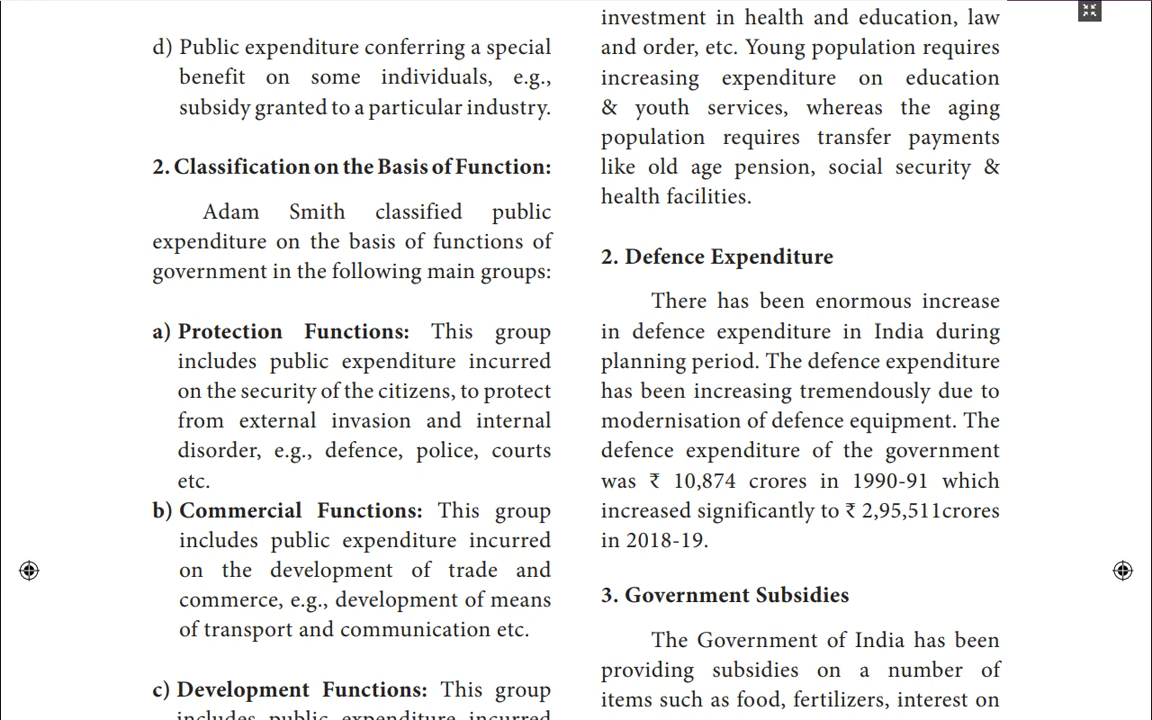 d) Public expenditure conferring a special
benefit on some individuals, e.g.,
subsidy granted to a particular industry.
2. Classification on the Basis of Function:
Adam Smith classified public
expenditure on the basis of functions of
government in the following main groups:
a) Protection Functions: This group
includes public expenditure incurred
on the security of the citizens, to protect
from external invasion and internal
disorder, e.g., defence, police, courts
etc.
b) Commercial Functions: This group
includes public expenditure incurred
on the development of trade and
commerce, e.g., development of means
of transport and communication etc.
c) Development Functions: This group
includes public expenditure incurred
investment in health and education, law
and order, etc. Young population requires
increasing expenditure on education
& youth services, whereas the aging
population requires transfer payments
like old age pension, social security &
health facilities.
2. Defence Expenditure
There has been enormous increase
in defence expenditure in India during
planning period. The defence expenditure
has been increasing tremendously due to
modernisation of defence equipment. The
defence expenditure of the government
was ₹ 10,874 crores in 1990-91 which
increased significantly to ₹ 2,95,511crores
in 2018-19.
3. Government Subsidies
The Government of India has been
providing subsidies on a number of
items such as food, fertilizers, interest on